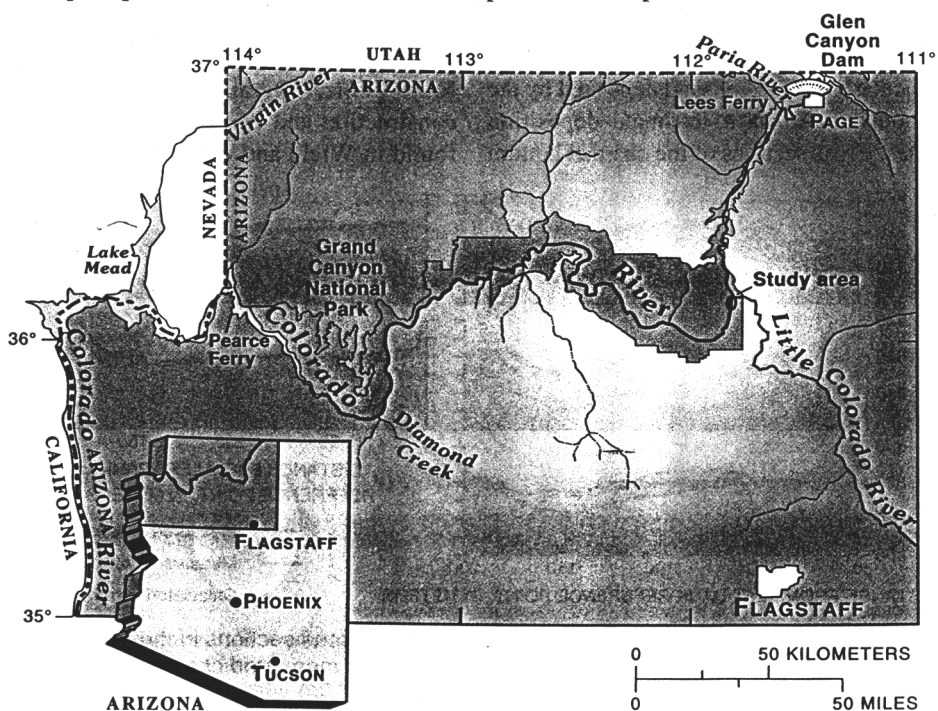 Glen
Canyon
Dam
114°
UTAH
113°
112°
111°
37°
ARIZONA
Paria River
Lees Ferry
PAGE
Virgin River
NEVADA
ARIZONA
Lake
Mead
Grand
Canyon
National
Park
River
Study area
36°
Pearce
Ferry
Colorado
Little Colorado River
Diamond
Creek
Colorado River
CALIFORNIA
ARIZONA
FLAGSTAFF
PHOENIX
TUCSON
ARIZONA
35°
FLAGSTAFF
0 50 KILOMETERS
0 50 MILES